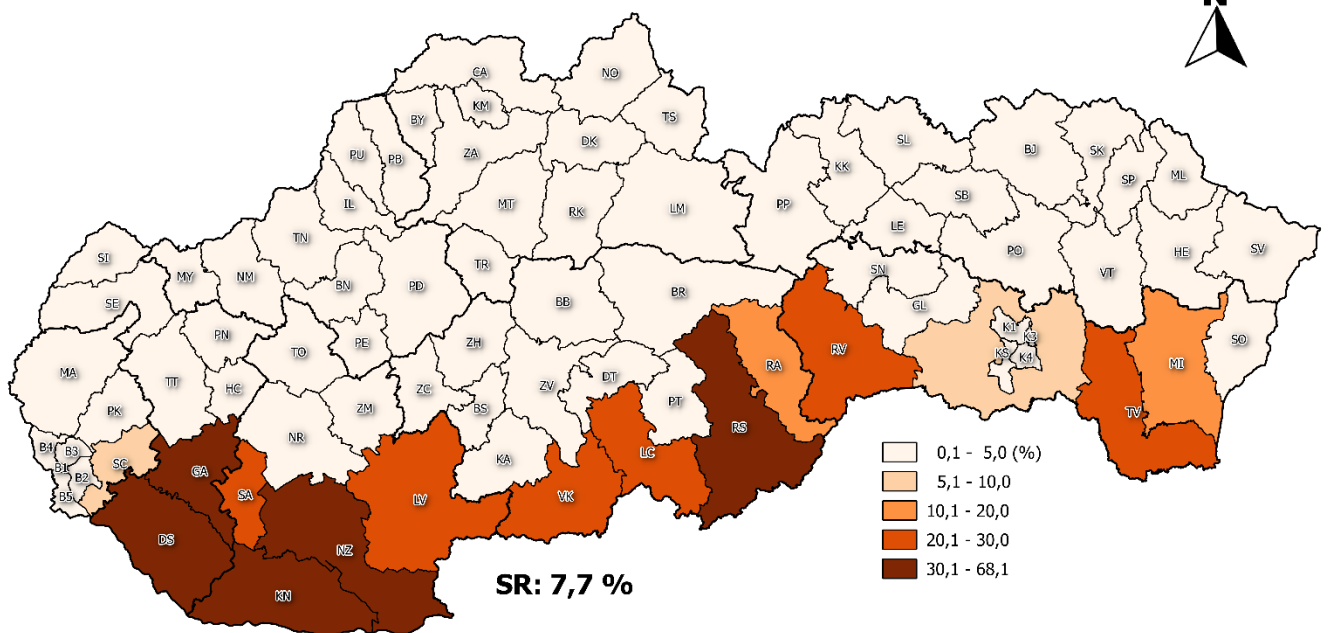 N
CA
NO
KM
TS
BY
PU
PB
ZA
DK
SL
BJ
SK
KK
SP
ML
SB
IL
MT
RK
LM
PP
LE
TN
SI
MY
NM
TR
PO
HE
SV
VT
SN
SE
BN
PD
BB
BR
GL
PN
PE
ZH
TO
K1
K3
KS
K4
SO
MA
TT
HC
ZC
ZV
DT
RA
RV
MI
PK
ZM
BS
PT
TV
B4
B3
NR
RS
B1
SC
B2
GA
KA
LC
B5
SA
LV
VK
DS
NZ
KN
0,1 - 5,0 (%)
5,1 - 10,0
10,1 - 20,0
20,1 - 30,0
30,1 - 68,1
SR: 7,7 %